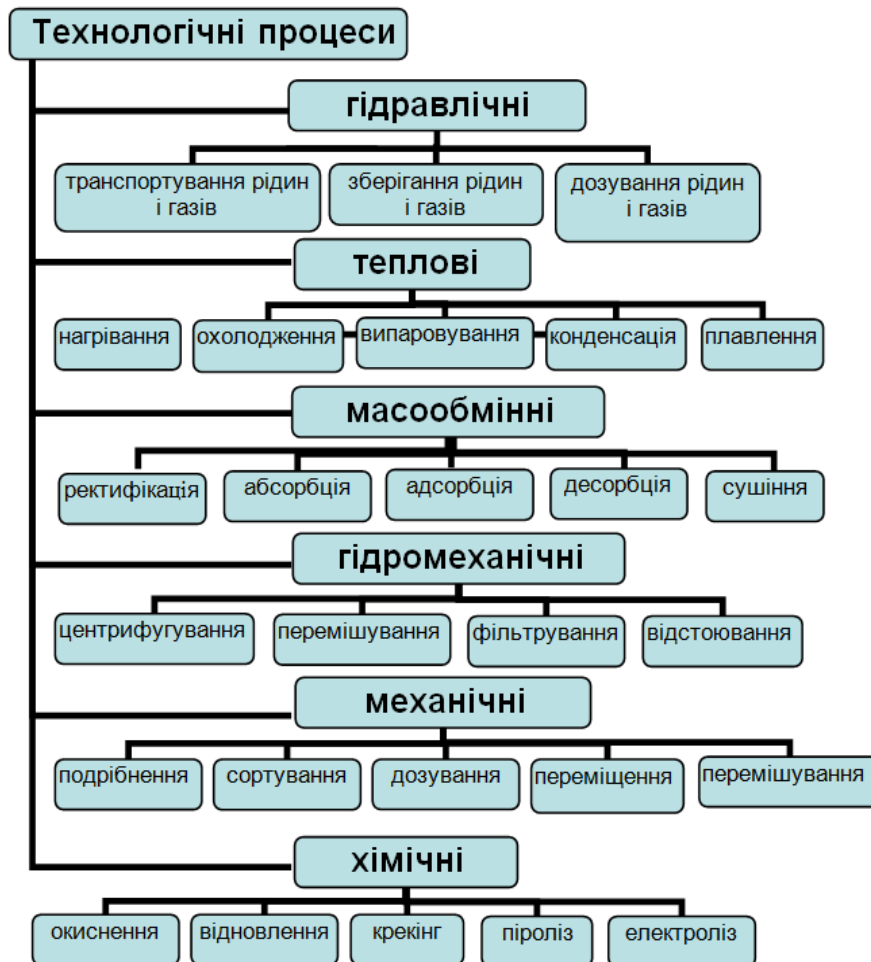 Технологічні процеси
гідравлічні
транспортування рідин
і газів
зберігання рідин
і газів
дозування рідин
і газів
теплові
нагрівання
охолодження
випаровування
конденсація
плавлення
масообмінні
ректифікація
абсорбція
адсорбція
десорбція
сушіння
гідромеханічні
центрифугування
перемішування
фільтрування
відстоювання
механічні
подрібнення
сортування
дозування
переміщення
перемішування
хімічні
окиснення
відновлення
крекінг
піроліз
електроліз